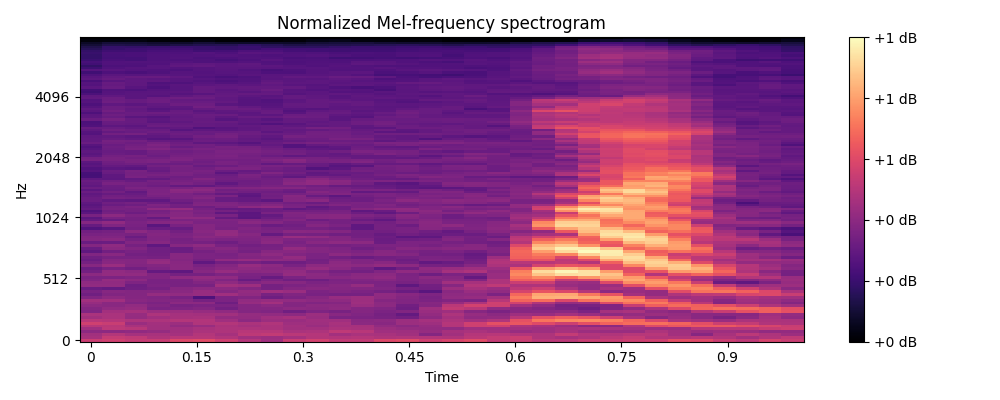 Normalized Mel-frequency spectrogram
+1 dB
4096
+1 dB
2048
+1 dB
Hz
1024
+0 dB
512
+0 dB
0
+0 dB
0 0.15 0.3 0.45 0.6 0.75 0.9
Time